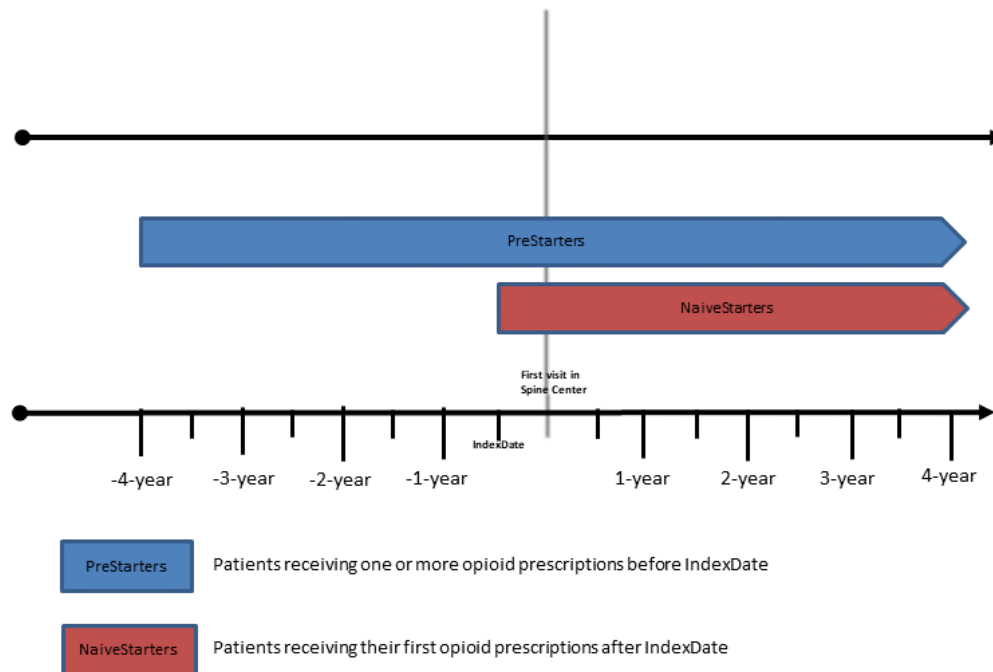 PreStarters
NaiveStarters
First visit in
Spine Center
IndexDate
-4-year
-3-year
-2-year
-1-year
1-year
2-year
3-year
4-year
PreStarters
Patients receiving one or more opioid prescriptions before IndexDate
NaiveStarters
Patients receiving their first opioid prescriptions after IndexDate